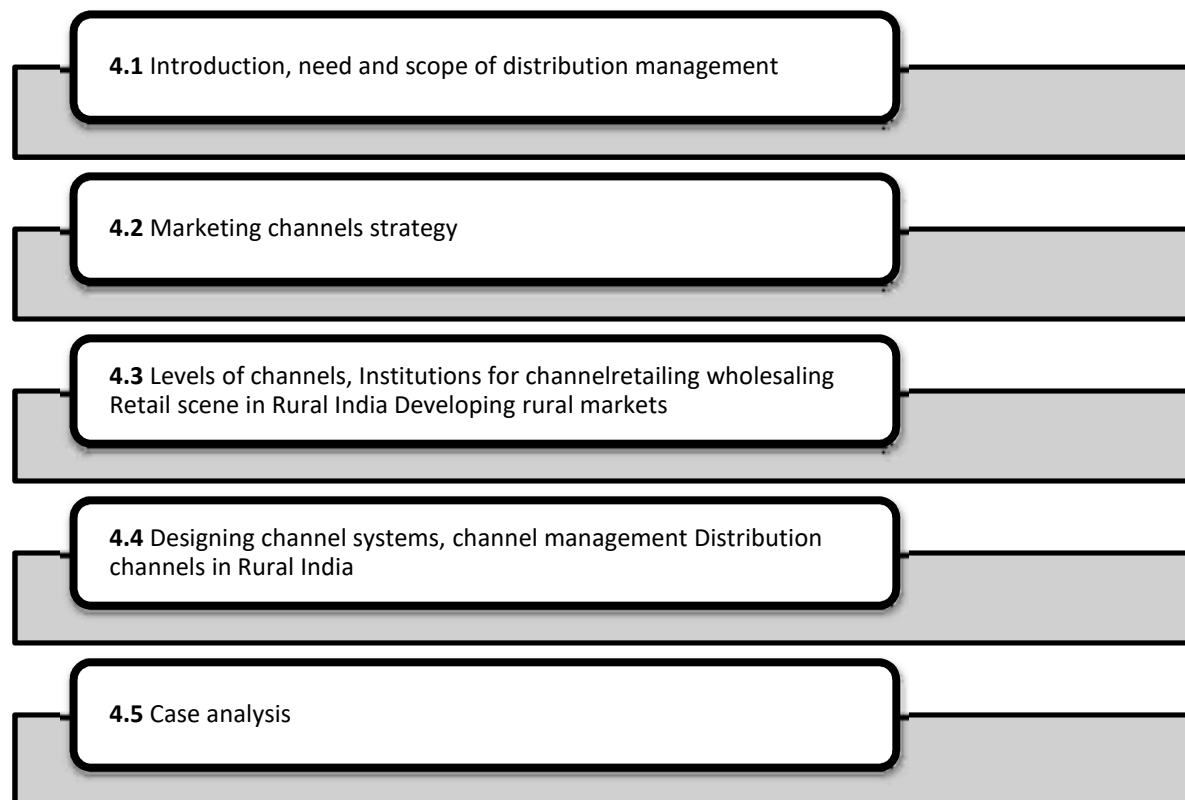 4.1 Introduction, need and scope of distribution management
4.2 Marketing channels strategy
4.3 Levels of channels, Institutions for channelretailing wholesaling
Retail scene in Rural India Developing rural markets
4.4 Designing channel systems, channel management Distribution
channels in Rural India
4.5 Case analysis